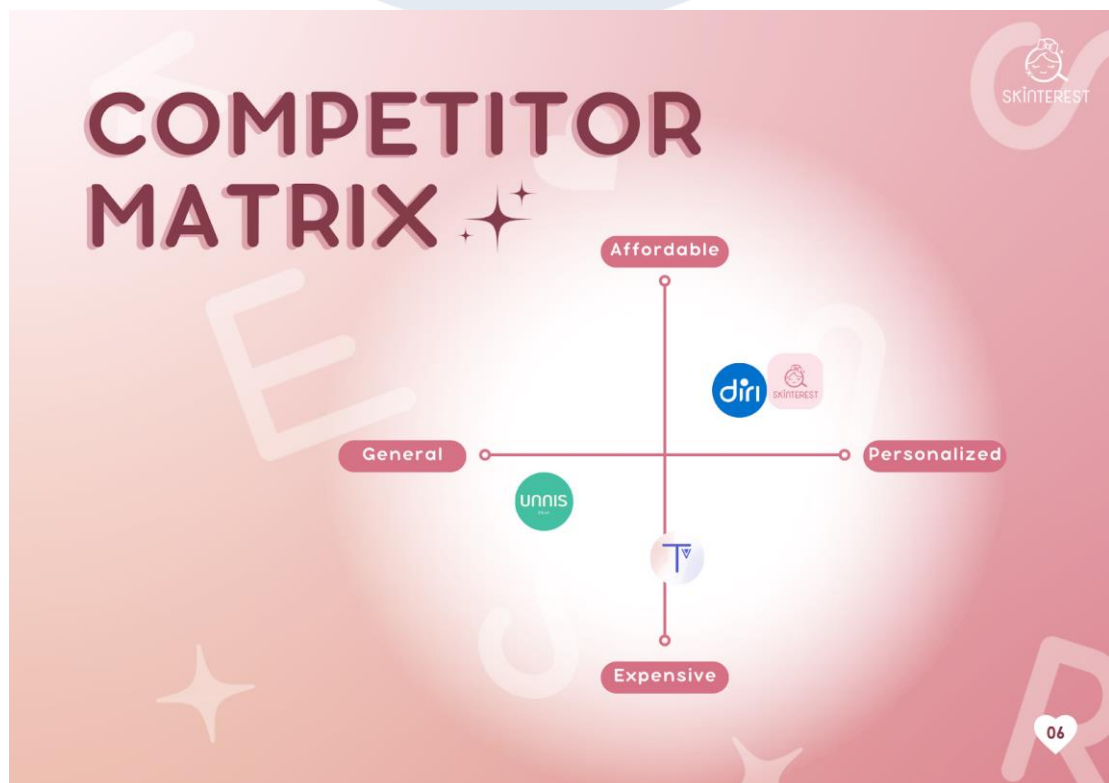 SKINTEREST
COMPETITOR
MATRIX
Affordable
diri
SKINTEREST
General
Personalized
UNNIS
T
Expensive
06